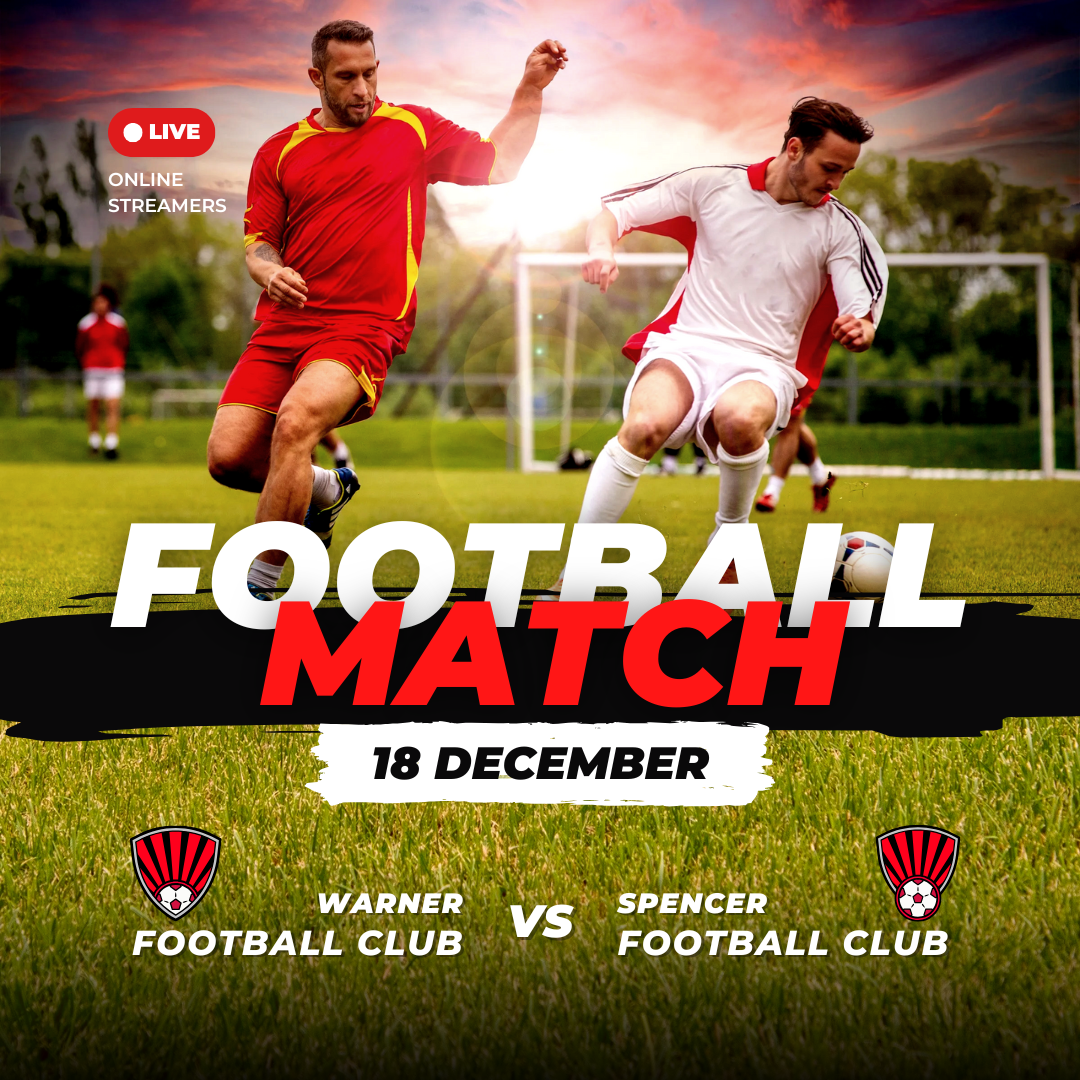 LIVE
ONLINE
STREAMERS
FOOTBALL
MATCH
18 DECEMBER
WARNER
FOOTBALL CLUB
VS
SPENCER
FOOTBALL CLUB